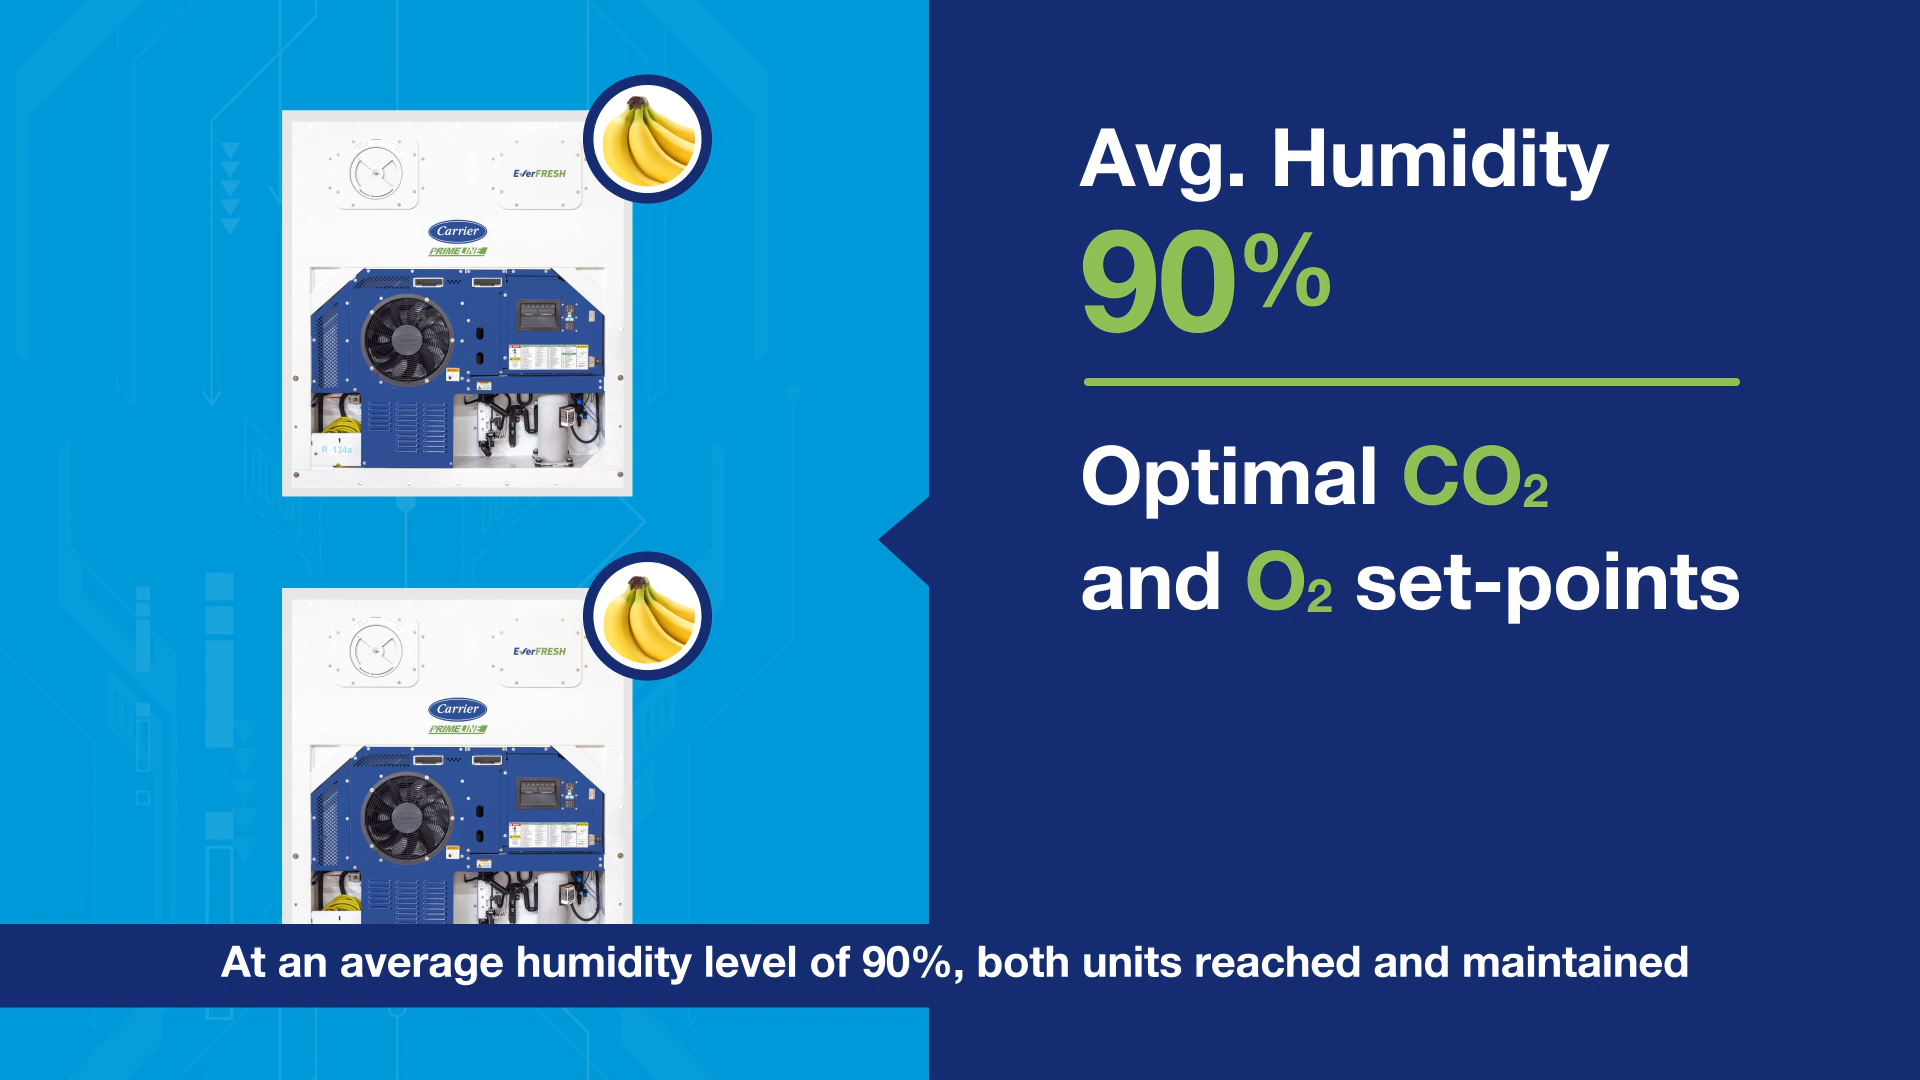 EverFRESH
Carrier
PRIMELINE
1
R 134a
EverFRESH
Carrier
PRIMELINE
Avg. Humidity
90%
Optimal CO₂
and O₂ set-points
At an average humidity level of 90%, both units reached and maintained